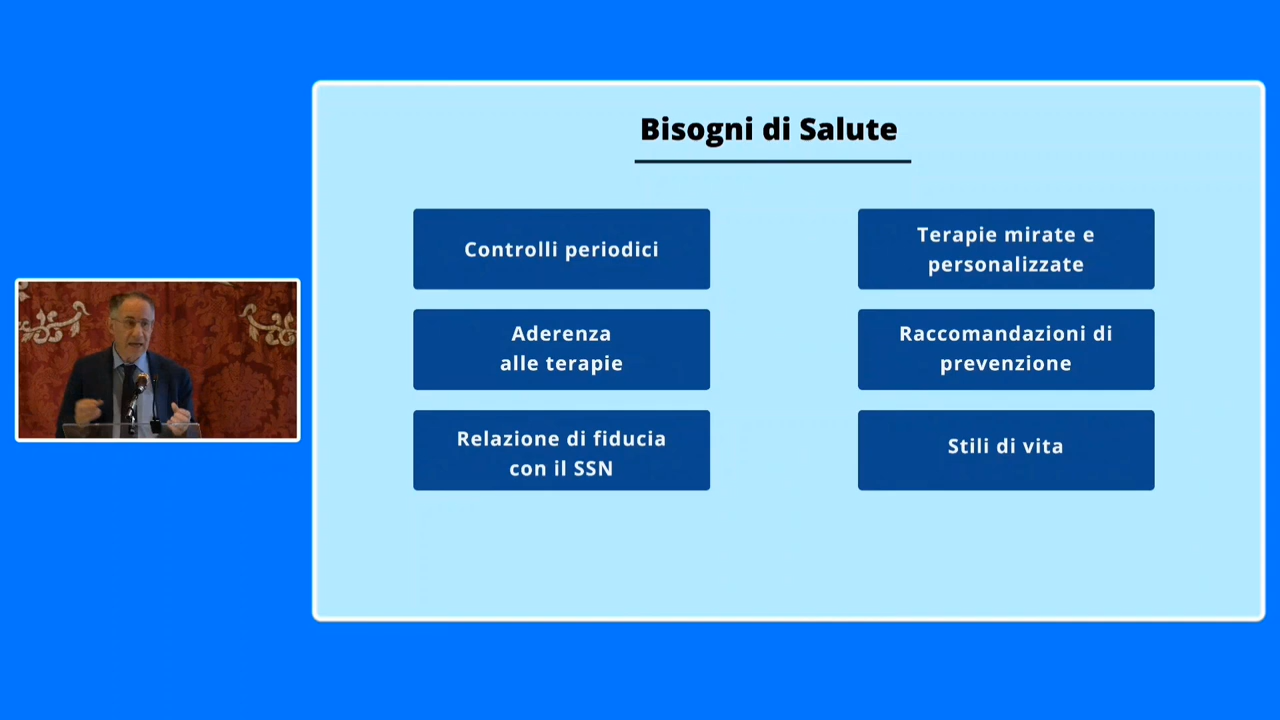 Bisogni di Salute
Controlli periodici
Terapie mirate e
personalizzate
Aderenza
alle terapie
Raccomandazioni di
prevenzione
Relazione di fiducia
con il SSN
Stili di vita